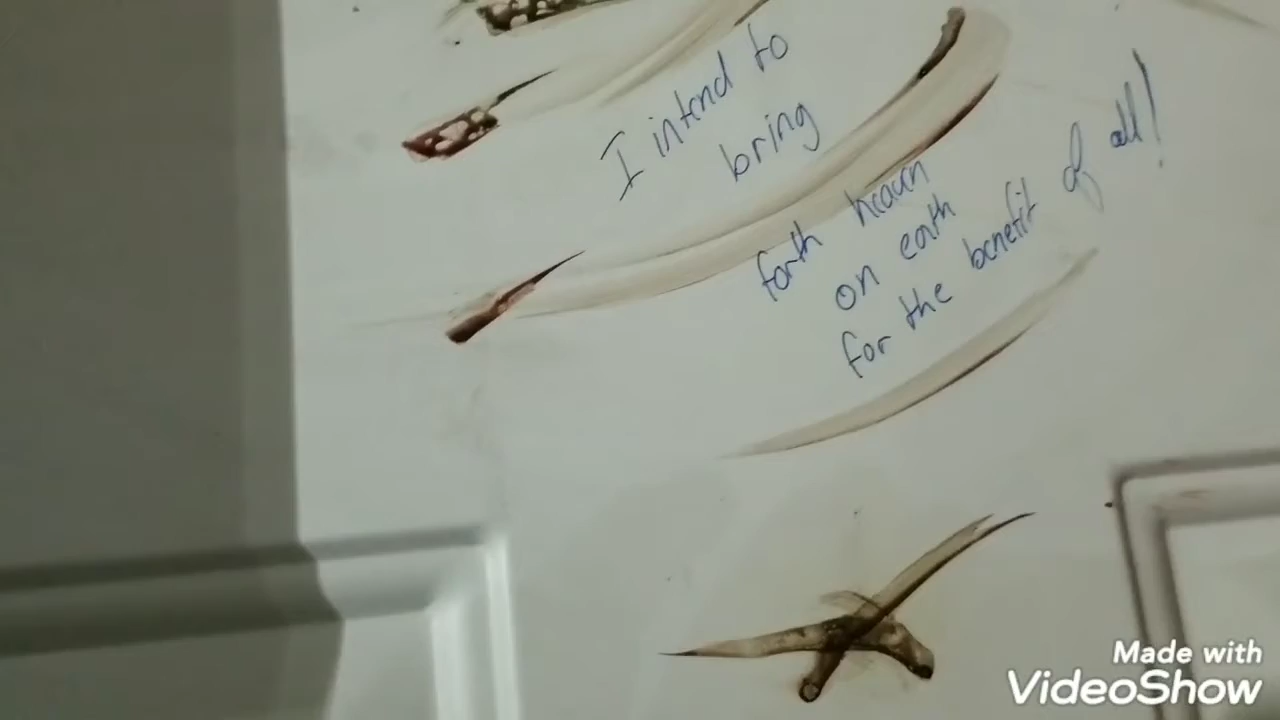 I intend to
bring
forth heaven
on earth
for the benefit of all!
Made with
VideoShow